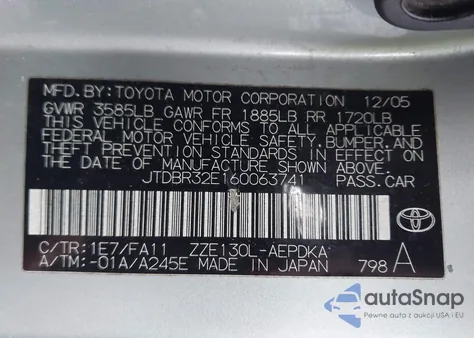 MFD.BY:TOYOTA MOTOR CORPORATION 12/05
GVWR 3585LB GAWR FR 1885LB RR 1720LB
THIS VEHICLE CONFORMS TO ALL APPLICABLE
FEDERAL MOTOR VEHICLE SAFETY, BUMPER, AND
THEFT PREVENTION STANDARDS IN EFFECT ON
THE DATE OF MANUFACTURE SHOWN ABOVE.
JTDBR32E160063741 PASS.CAR
C/TR:1E7/FA11 ZZE130L-AEPDKA
A/TM:-01A/A245E MADE IN JAPAN 798 A
TOYOTA
autoSnap
Pewne auto z aukcji USA i EU